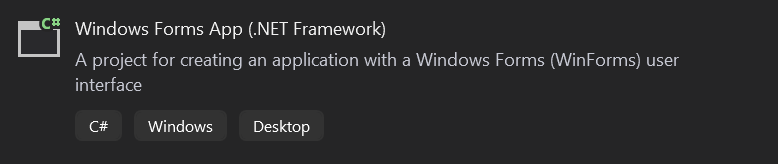 C#
Windows Forms App (.NET Framework)
A project for creating an application with a Windows Forms (WinForms) user
interface
C# Windows Desktop